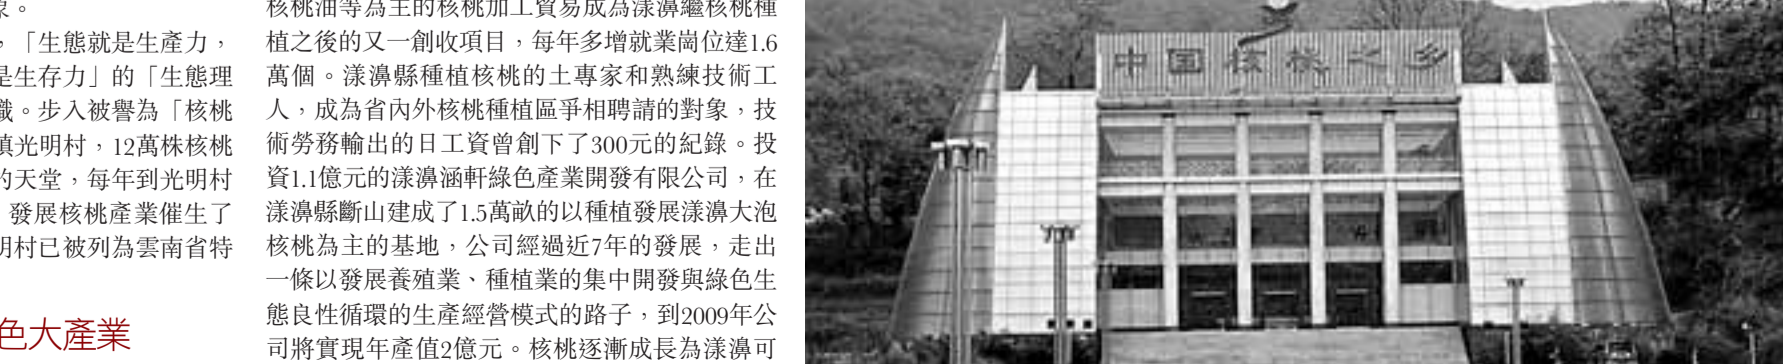 象。
，「生態就是生產力，
是生存力」的「生態理
識。步入被譽為「核桃
鎮光明村，12萬株核桃
的天堂，每年到光明村
發展核桃產業催生了
明村已被列為雲南省特
色大產業
核桃油等為主的核桃加工貿易成為漾濞繼核桃種
植之後的又一創收項目，每年多增就業崗位達1.6
萬個。漾濞縣種植核桃的土專家和熟練技術工
人，成為省內外核桃種植區爭相聘請的對象，技
術勞務輸出的日工資曾創下了300元的紀錄。投
資1.1億元的漾濞涵軒綠色產業開發有限公司，在
漾濞縣斷山建成了1.5萬畝的以種植發展漾濞大泡
核桃為主的基地，公司經過近7年的發展，走出
一條以發展養殖業、種植業的集中開發與綠色生
態良性循環的生產經營模式的路子，到2009年公
司將實現年產值2億元。核桃逐漸成長為漾濞可
中国核桃之乡